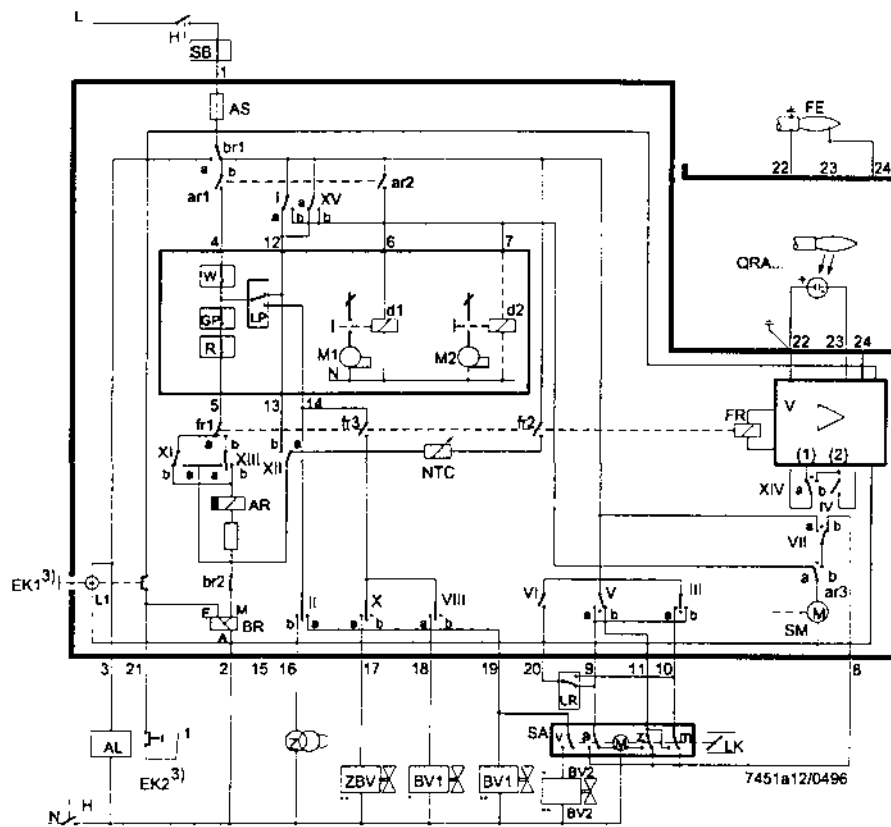 L
H
SB
1
AS
FE
br1
a b
22 23 24
ar1
ar2
i
a
a XV
b b
4 12 6 7
W
LP
GP
R
d1
d2
M1
M2
N
QRA...
22 23 24
V
FR
5 13 14
fr1
fr3
fr2
a b
b a
XI
XIII
XII
b a a b
NTC
(1) (2)
XIV
a b
IV
AR
a b
VII
br2
a b
ar3
EK1 3)
L1
E M
BR
A
II
X
VIII
VI
V
III
b a
a b
a b
a b
a b
M
SM
3 21 2 15 16 17 18 19 20 9 11 10 8
LR
AL
1
EK2 3)
Z
SA
v a M z m
LK
ZBV
BV1
BV1
BV2
BV2
7451a12/0496
N H